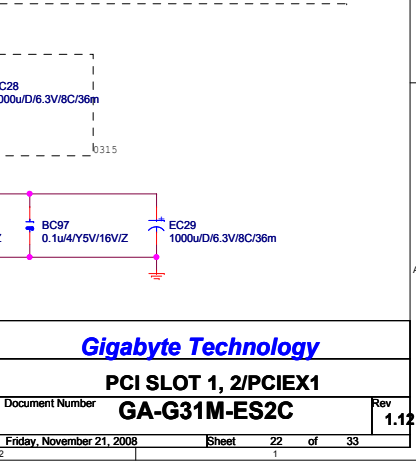 C28
000u/D/6.3V/8C/36m
0315
BC97
0.1u/4/Y5V/16V/Z
EC29
1000u/D/6.3V/8C/36m
Z
A
Gigabyte Technology
PCI SLOT 1, 2/PCIEX1
Document Number
GA-G31M-ES2C
Rev
1.12
Friday, November 21, 2008
Sheet 22 of 33
2
1